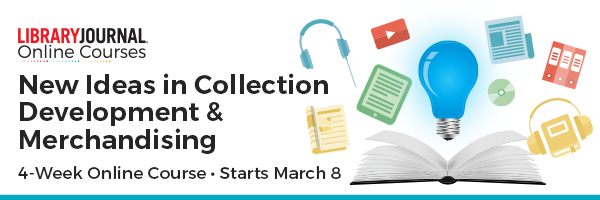 LIBRARYJOURNAL
Online Courses
New Ideas in Collection
Development &
Merchandising
4-Week Online Course • Starts March 8